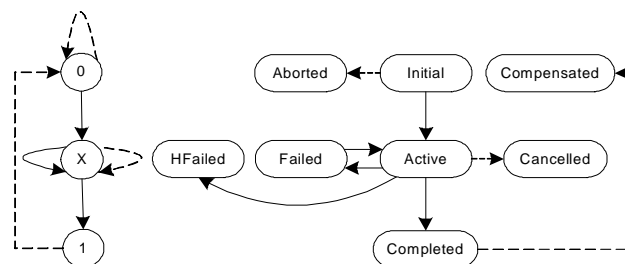 0
Aborted
Initial
Compensated
X
HFailed
Failed
Active
Cancelled
1
Completed